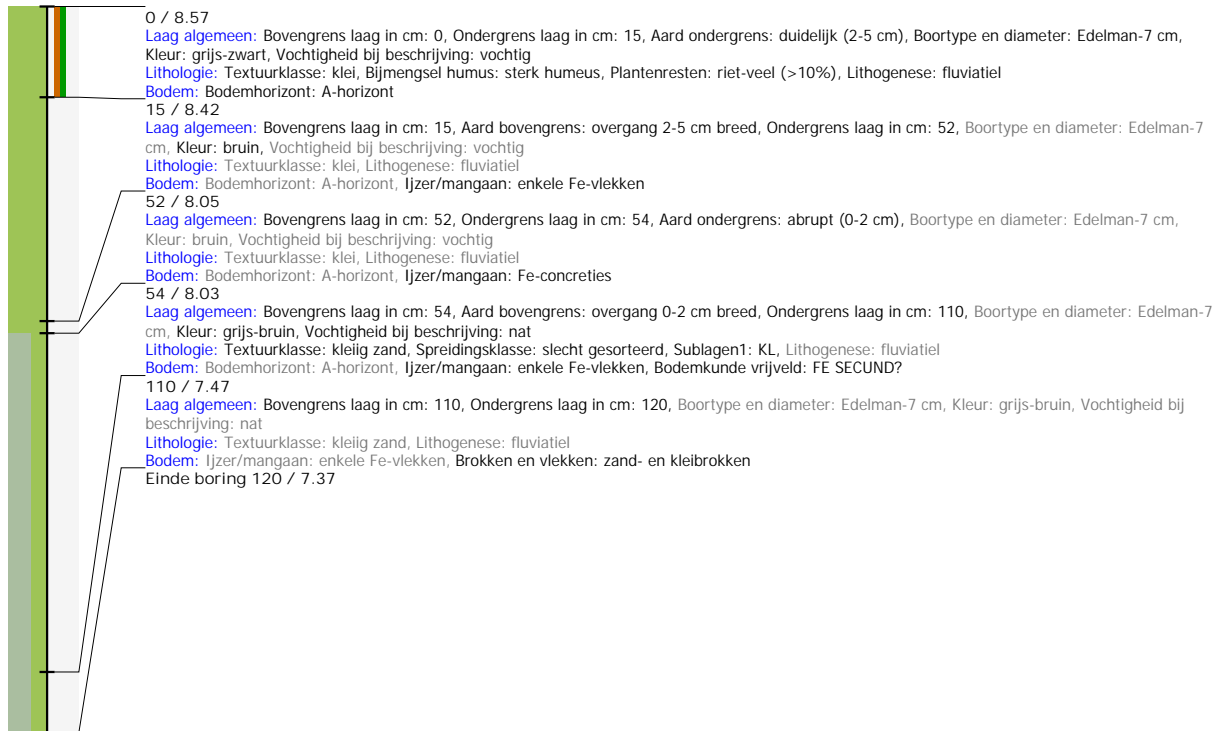 0 / 8.57
Laag algemeen: Bovengrens laag in cm: 0, Ondergrens laag in cm: 15, Aard ondergrens: duidelijk (2-5 cm), Boortype en diameter: Edelman-7 cm,
Kleur: grijs-zwart, Vochtigheid bij beschrijving: vochtig
Lithologie: Textuurklasse: klei, Bijmengsel humus: sterk humeus, Plantenresten: riet-veel (>10%), Lithogenese: fluviatiel
Bodem: Bodemhorizont: A-horizont
15 / 8.42
Laag algemeen: Bovengrens laag in cm: 15, Aard bovengrens: overgang 2-5 cm breed, Ondergrens laag in cm: 52, Boortype en diameter: Edelman-7
cm, Kleur: bruin, Vochtigheid bij beschrijving: vochtig
Lithologie: Textuurklasse: klei, Lithogenese: fluviatiel
Bodem: Bodemhorizont: A-horizont, Ijzer/mangaan: enkele Fe-vlekken
52 / 8.05
Laag algemeen: Bovengrens laag in cm: 52, Ondergrens laag in cm: 54, Aard ondergrens: abrupt (0-2 cm), Boortype en diameter: Edelman-7 cm,
Kleur: bruin, Vochtigheid bij beschrijving: vochtig
Lithologie: Textuurklasse: klei, Lithogenese: fluviatiel
Bodem: Bodemhorizont: A-horizont, Ijzer/mangaan: Fe-concreties
54 / 8.03
Laag algemeen: Bovengrens laag in cm: 54, Aard bovengrens: overgang 0-2 cm breed, Ondergrens laag in cm: 110, Boortype en diameter: Edelman-7
cm, Kleur: grijs-bruin, Vochtigheid bij beschrijving: nat
Lithologie: Textuurklasse: kleiig zand, Spreidingsklasse: slecht gesorteerd, Sublagen1: KL, Lithogenese: fluviatiel
Bodem: Bodemhorizont: A-horizont, Ijzer/mangaan: enkele Fe-vlekken, Bodemkunde vrijveld: FE SECUND?
110 / 7.47
Laag algemeen: Bovengrens laag in cm: 110, Ondergrens laag in cm: 120, Boortype en diameter: Edelman-7 cm, Kleur: grijs-bruin, Vochtigheid bij
beschrijving: nat
Lithologie: Textuurklasse: kleiig zand, Lithogenese: fluviatiel
Bodem: Ijzer/mangaan: enkele Fe-vlekken, Brokken en vlekken: zand- en kleibrokken
Einde boring 120 / 7.37